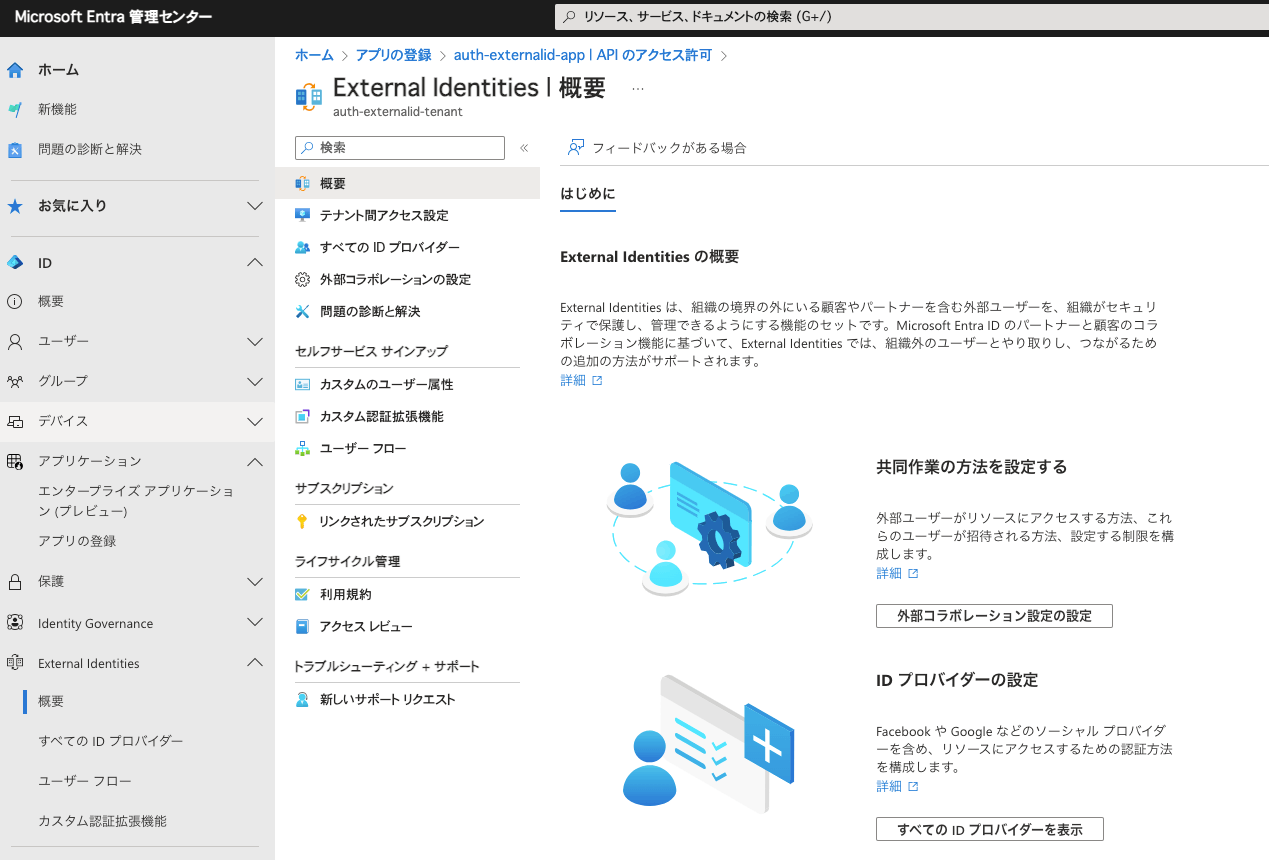 Microsoft Entra 管理センター
リソース、サービス、ドキュメントの検索 (G+/)
ホーム
新機能
問題の診断と解決
お気に入り
ID
概要
ユーザー
グループ
デバイス
アプリケーション
エンタープライズ アプリケーショ
ン (プレビュー)
アプリの登録
保護
Identity Governance
External Identities
概要
すべての ID プロバイダー
ユーザー フロー
カスタム認証拡張機能
ホーム > アプリの登録 > auth-externalid-app | API のアクセス許可 >
External Identities | 概要 …
auth-externalid-tenant
検索 «
概要
テナント間アクセス設定
すべての ID プロバイダー
外部コラボレーションの設定
問題の診断と解決
セルフサービス サインアップ
カスタムのユーザー属性
カスタム認証拡張機能
ユーザー フロー
サブスクリプション
リンクされたサブスクリプション
ライフサイクル管理
利用規約
アクセス レビュー
トラブルシューティング + サポート
新しいサポート リクエスト
フィードバックがある場合
はじめに
External Identities の概要
External Identities は、組織の境界の外にいる顧客やパートナーを含む外部ユーザーを、組織がセキュリ
ティで保護し、管理できるようにする機能のセットです。Microsoft Entra ID のパートナーと顧客のコラ
ボレーション機能に基づいて、External Identities では、組織外のユーザーとやり取りし、つながるため
の追加の方法がサポートされます。
詳細
共同作業の方法を設定する
外部ユーザーがリソースにアクセスする方法、これ
らのユーザーが招待される方法、設定する制限を構
成します。
詳細
外部コラボレーション設定の設定
ID プロバイダーの設定
Facebook や Google などのソーシャル プロバイダ
ーを含め、リソースにアクセスするための認証方法
を構成します。
詳細
すべての ID プロバイダーを表示